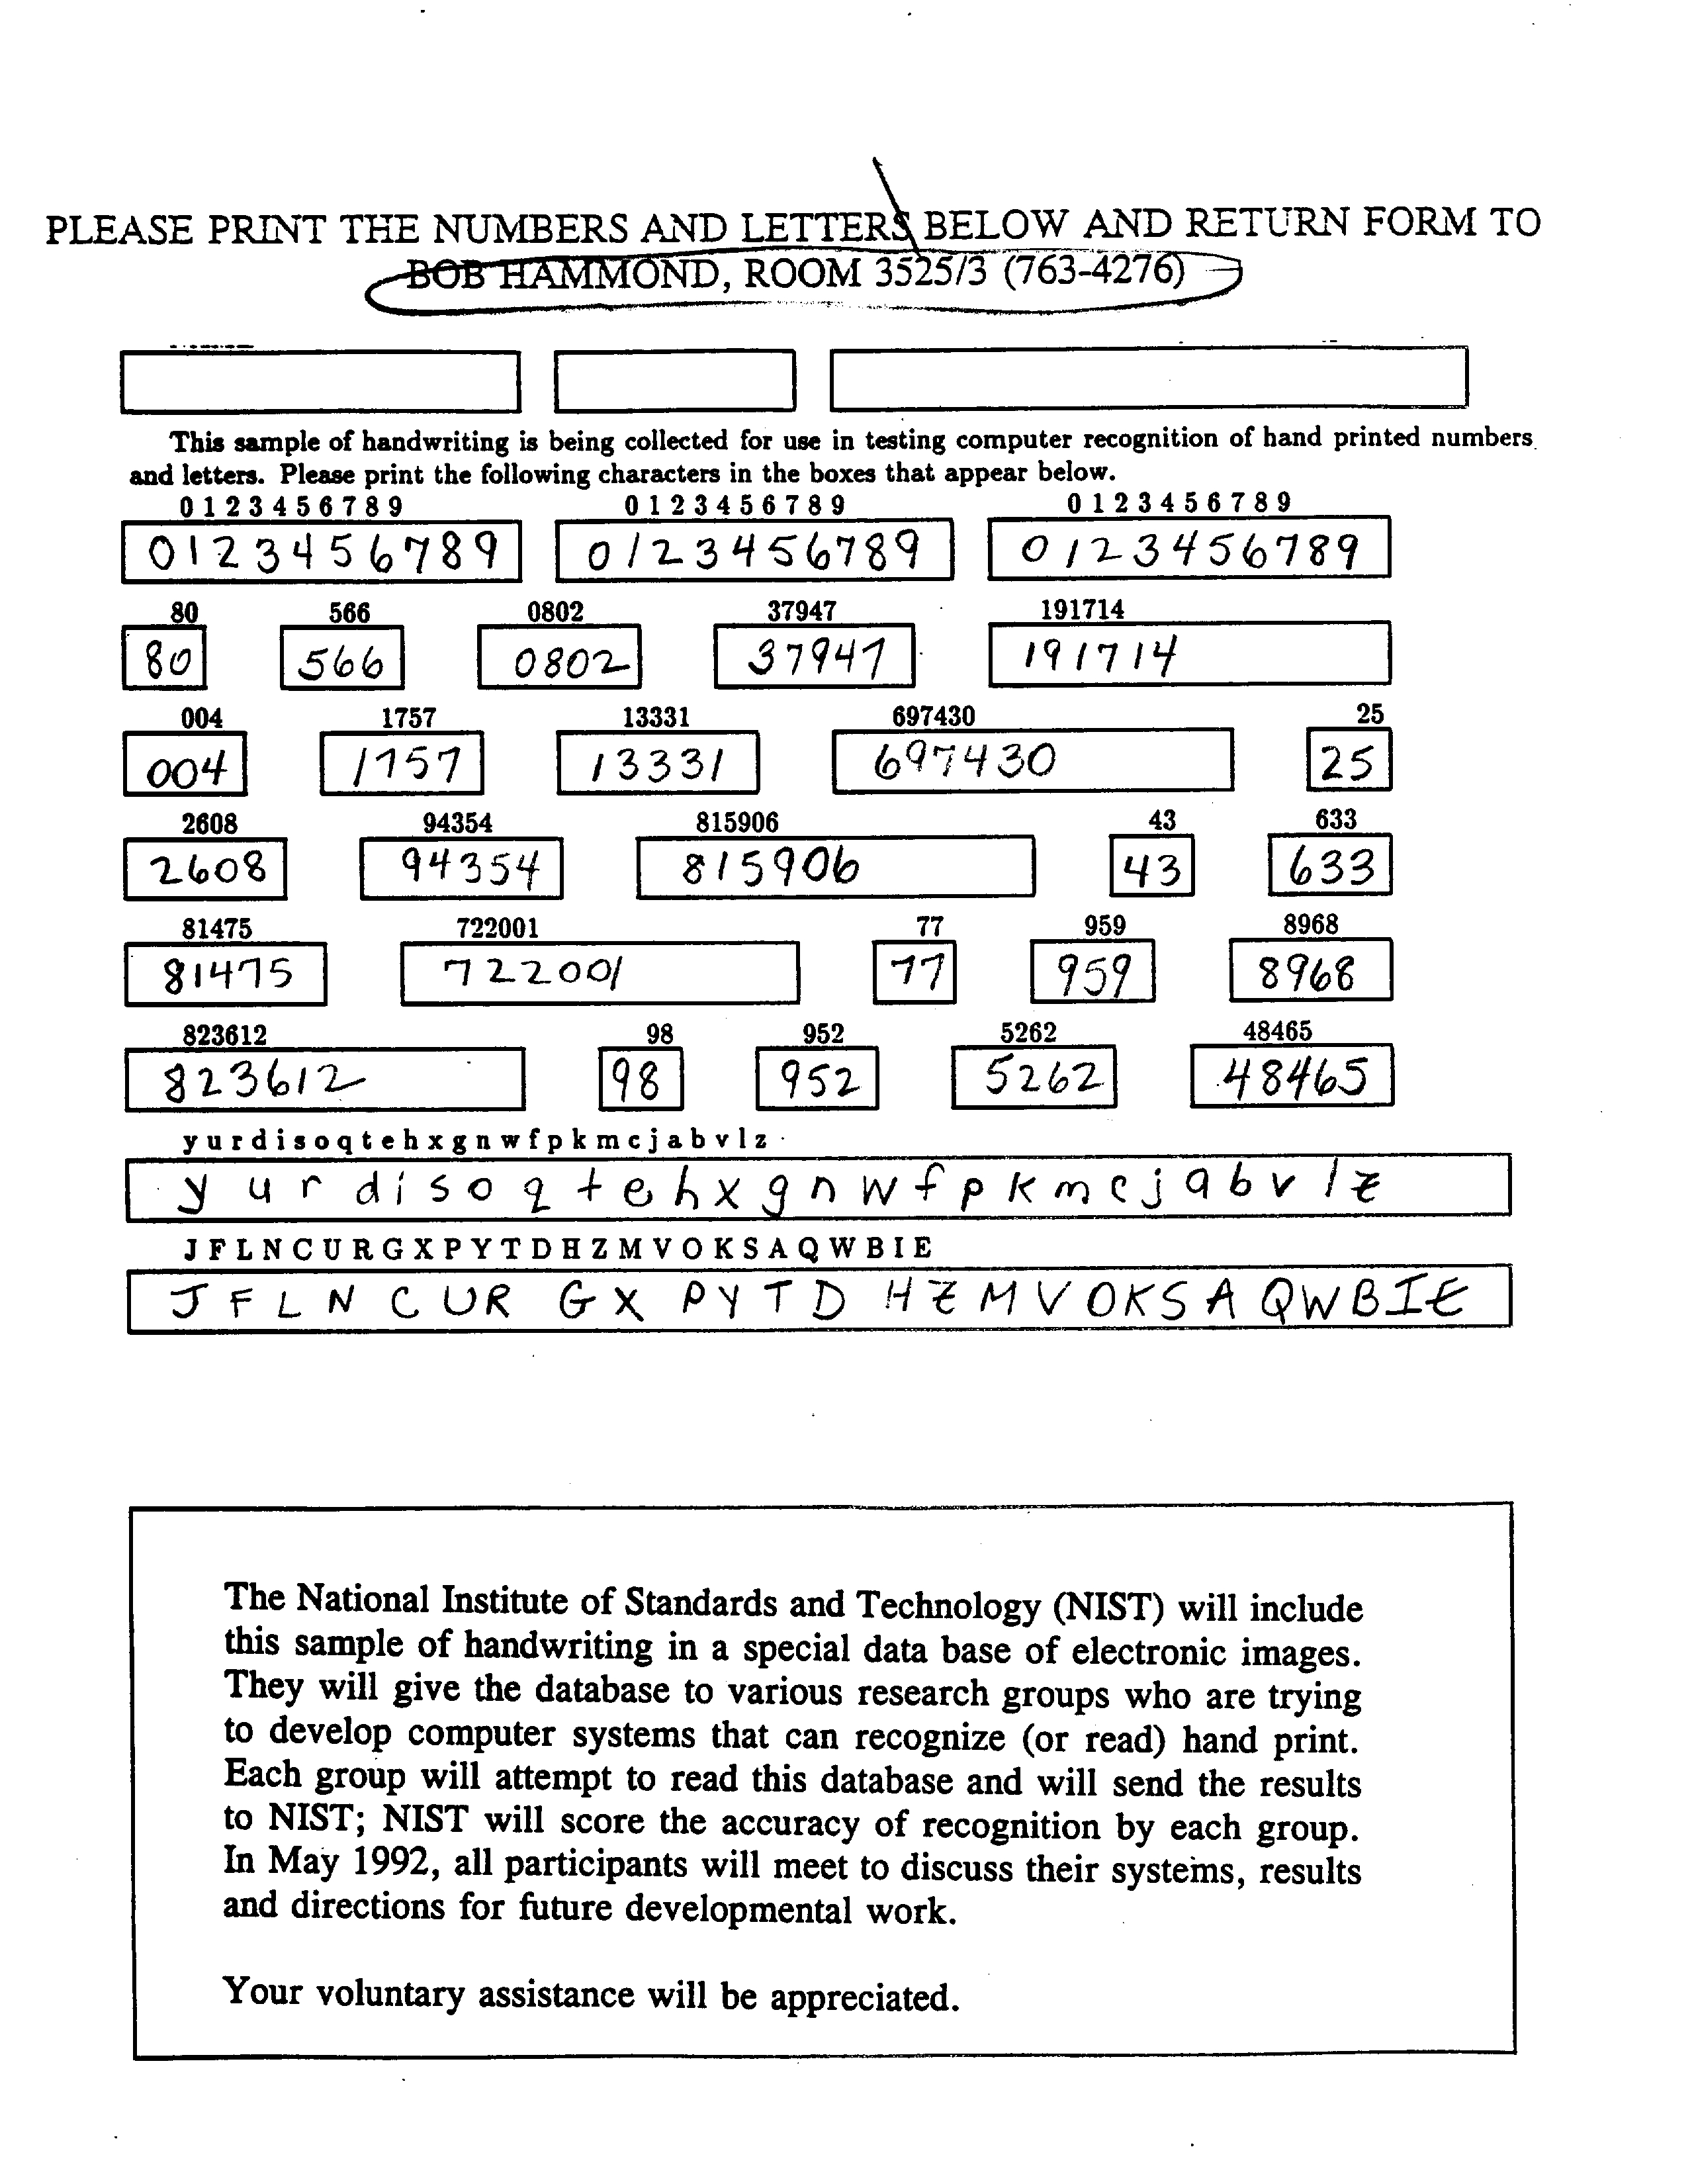 PLEASE PRINT THE NUMBERS AND LETTERS BELOW AND RETURN FORM TO
BOB HAMMOND, ROOM 3525/3 (763-4276)
This sample of handwriting is being collected for use in testing computer recognition of hand printed numbers
and letters. Please print the following characters in the boxes that appear below.
0 1 2 3 4 5 6 7 8 9 0 1 2 3 4 5 6 7 8 9 0 1 2 3 4 5 6 7 8 9
0123456789 0123456789 0123456789
80 566 0802 37947 191714
80 566 0802 37947 191714
004 1757 13331 697430 25
004 1757 13331 697430 25
2608 94354 815906 43 633
2608 94354 815906 43 633
81475 722001 77 959 8968
81475 722001 77 959 8968
823612 98 952 5262 48465
823612 98 952 5262 48465
y u r d i s o q t e h x g n w f p k m c j a b v l z
y u r d i s o q t e h x g n w f p k m c j a b v l z
J F L N C U R G X P Y T D H Z M V O K S A Q W B I E
J F L N C U R G X P Y T D H Z M V O K S A Q W B I E
The National Institute of Standards and Technology (NIST) will include
this sample of handwriting in a special data base of electronic images.
They will give the database to various research groups who are trying
to develop computer systems that can recognize (or read) hand print.
Each group will attempt to read this database and will send the results
to NIST; NIST will score the accuracy of recognition by each group.
In May 1992, all participants will meet to discuss their systems, results
and directions for future developmental work.
Your voluntary assistance will be appreciated.